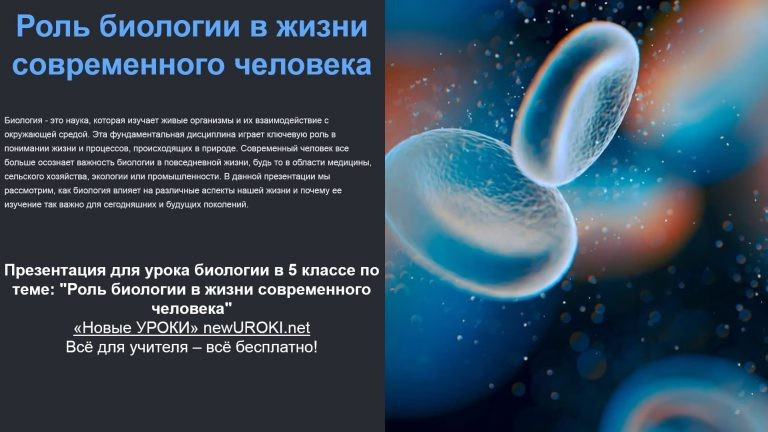 Роль биологии в жизни
современного человека
Биология - это наука, которая изучает живые организмы и их взаимодействие с
окружающей средой. Эта фундаментальная дисциплина играет ключевую роль в
понимании жизни и процессов, происходящих в природе. Современный человек все
больше осознает важность биологии в повседневной жизни, будь то в области медицины,
сельского хозяйства, экологии или промышленности. В данной презентации мы
рассмотрим, как биология влияет на различные аспекты нашей жизни и почему ее
изучение так важно для сегодняшних и будущих поколений.
Презентация для урока биологии в 5 классе по
теме: "Роль биологии в жизни современного
человека"
«Новые УРОКИ» newUROKI.net
Всё для учителя – всё бесплатно!